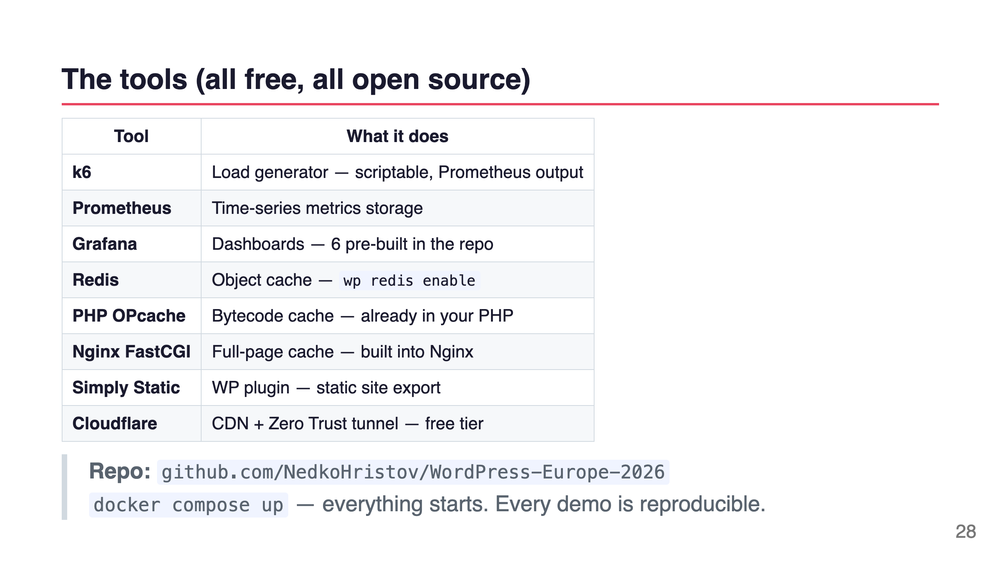 The tools (all free, all open source)
Tool What it does
k6 Load generator — scriptable, Prometheus output
Prometheus Time-series metrics storage
Grafana Dashboards — 6 pre-built in the repo
Redis Object cache — wp redis enable
PHP OPcache Bytecode cache — already in your PHP
Nginx FastCGI Full-page cache — built into Nginx
Simply Static WP plugin — static site export
Cloudflare CDN + Zero Trust tunnel — free tier
Repo: github.com/NedkoHristov/WordPress-Europe-2026
docker compose up — everything starts. Every demo is reproducible.
28